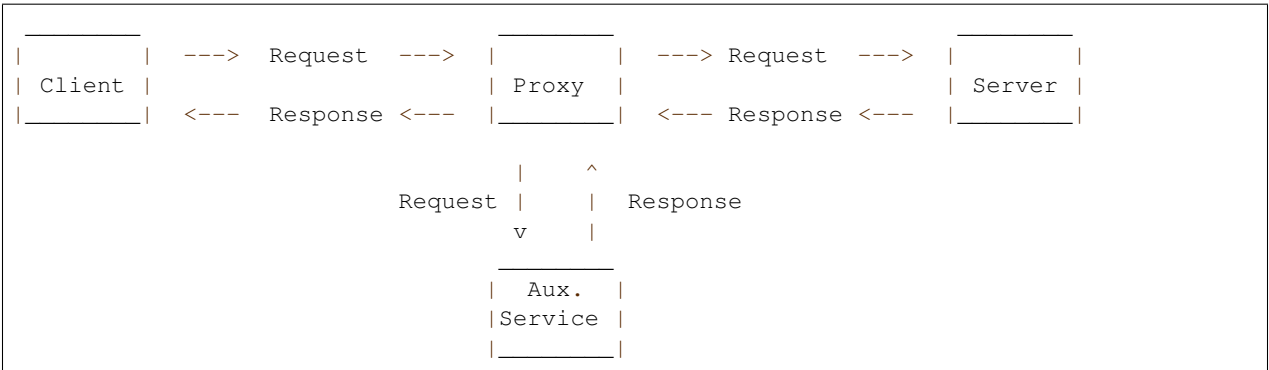 ---> Request ---> ---> Request --->
Client Proxy Server
<--- Response <--- <--- Response <---
| ^
Request | | Response
v |
Aux.
Service